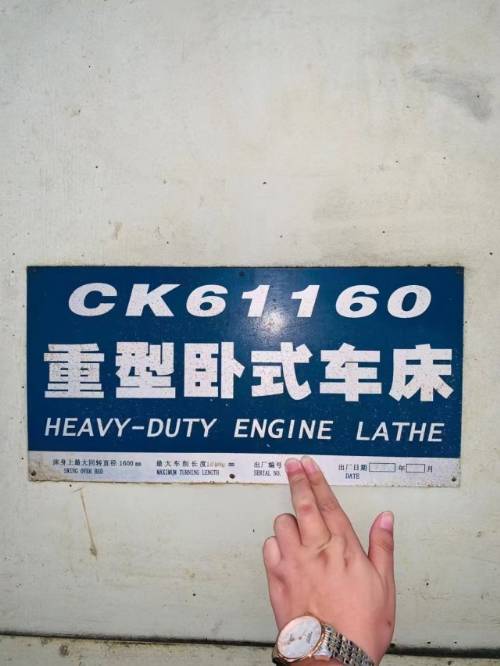 CK61160
重型卧式车床
HEAVY-DUTY ENGINE LATHE
床身上最大回转直径 1600mm 最大车削长度 mm 出厂编号 出厂日期 年 月
SWING OVER BED MAXIMUM TURNING LENGTH SERIAL NO. DATE